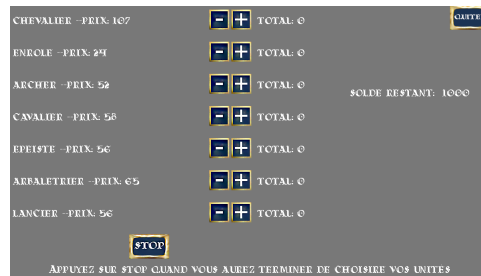 CHEVALIER -PRIX: 107 - + TOTAL: 0
QUITE
ENROLE -PRIX: 29 - + TOTAL: 0
ARCHER -PRIX: 52 - + TOTAL: 0
SOLDE RESTANT: 1000
CAVALIER -PRIX: 58 - + TOTAL: 0
EPEISTE -PRIX: 56 - + TOTAL: 0
ARBALETRIER -PRIX: 65 - + TOTAL: 0
LANCIER -PRIX: 56 - + TOTAL: 0
STOP
APPUYEZ SUR STOP QUAND VOUS AUREZ TERMINER DE CHOISIRE VOS UNITES